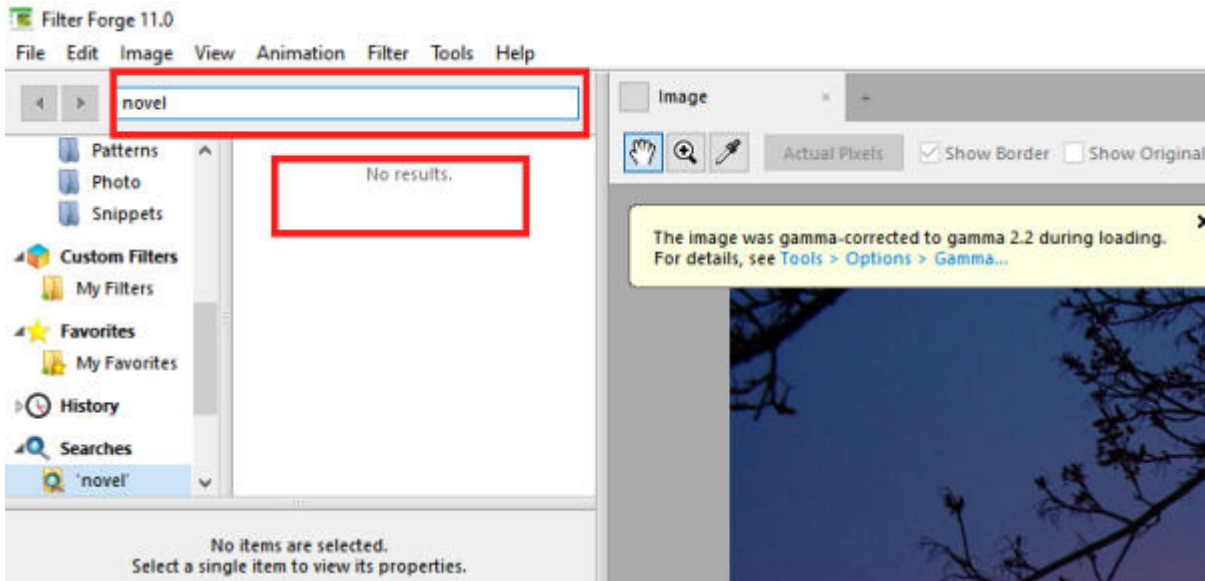 Filter Forge 11.0
File Edit Image View Animation Filter Tools Help
novel
Image
Patterns
Photo
Snippets
Custom Filters
My Filters
Favorites
My Favorites
History
Searches
'novel'
No results.
Actual Pixels Show Border Show Original
The image was gamma-corrected to gamma 2.2 during loading.
For details, see Tools > Options > Gamma...
No items are selected.
Select a single item to view its properties.